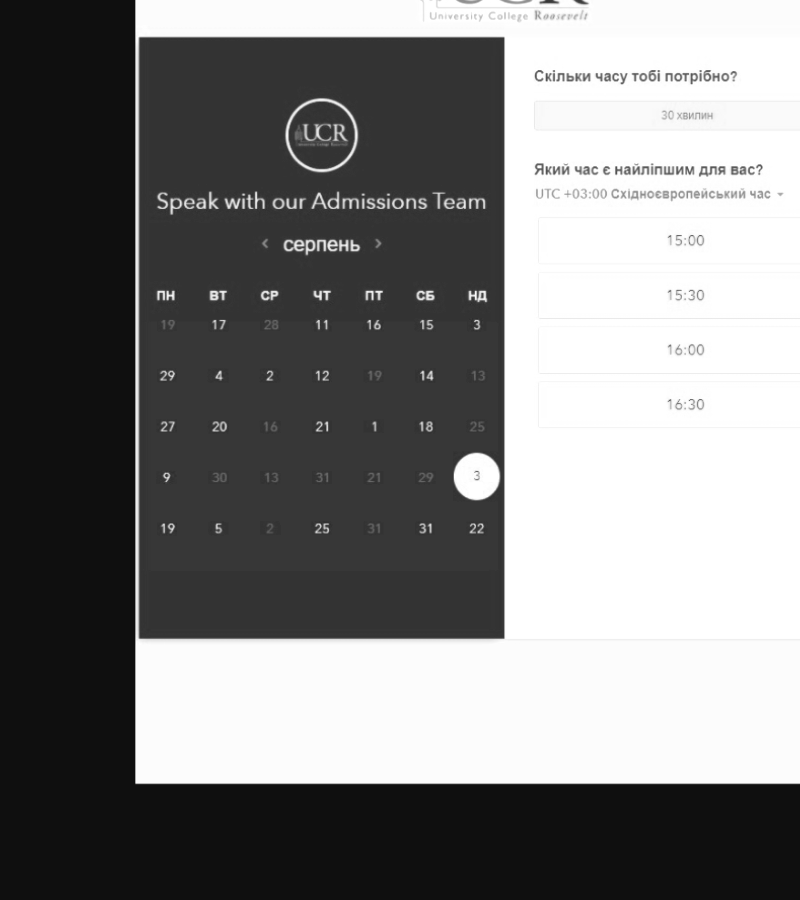 University College Roosevelt
UCR
Speak with our Admissions Team
серпень
ПН ВТ СР ЧТ ПТ СБ НД
19 17 28 11 16 15 3
29 4 2 12 19 14 13
27 20 16 21 1 18 25
9 30 13 31 21 29 3
19 5 2 25 31 31 22
Скільки часу тобі потрібно?
30 хвилин
Який час є найліпшим для вас?
UTC +03:00 Східноєвропейський час
15:00
15:30
16:00
16:30